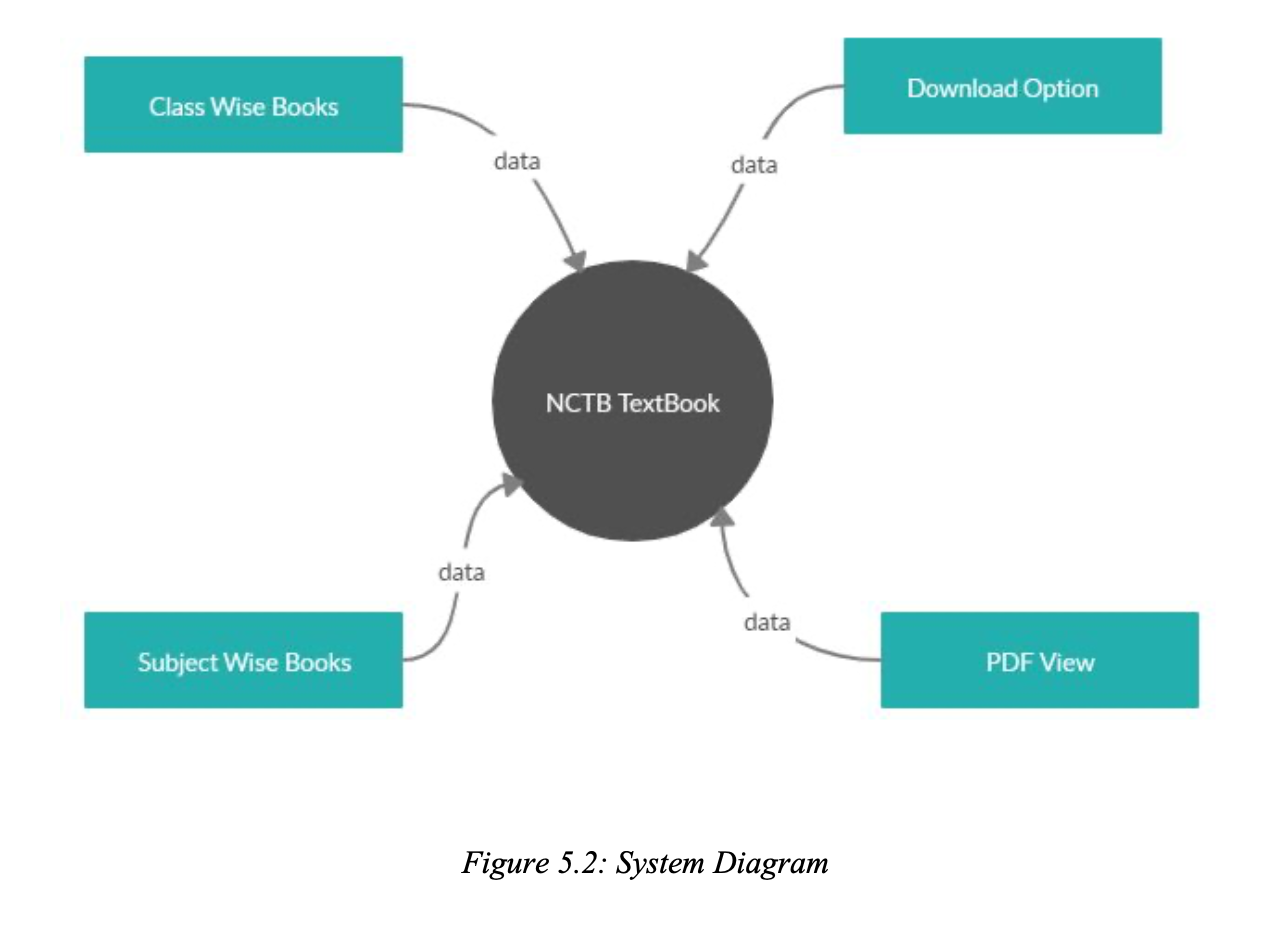 Class Wise Books
Download Option
data
data
NCTB TextBook
data
data
Subject Wise Books
PDF View
Figure 5.2: System Diagram